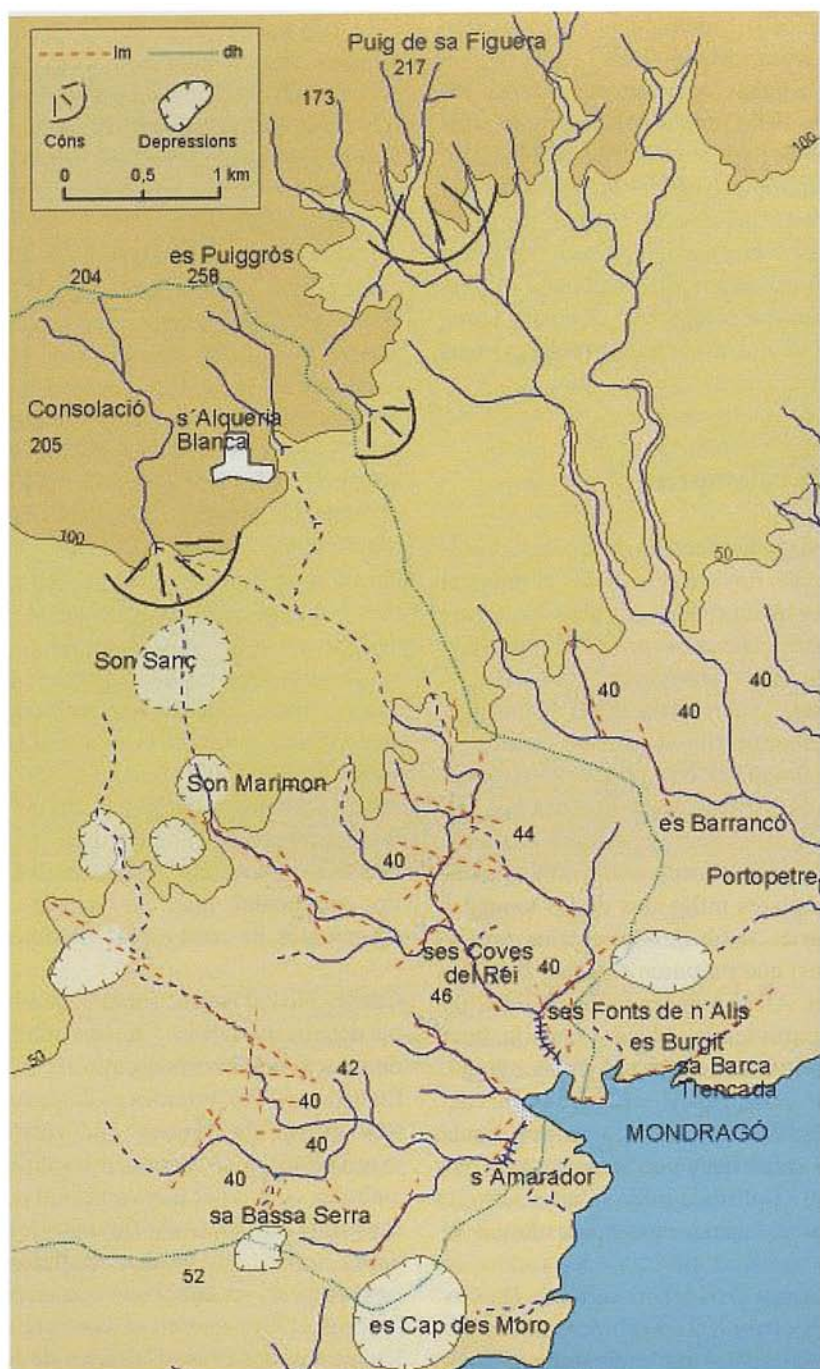 lm
dh
Côns
Depressions
0
0,5
1 km
Puig de sa Figuera
217
173
100
es Puiggròs
204
258
Consolació
s´Alqueria
Blanca
205
100
50
Son Sanç
40
40
40
Son Marimon
es Barrancó
44
40
Portopetre
ses Coves
del Réi
40
46
ses Fonts de n´Alis
es Burgit
sa Barca
Trencada
50
42
40
40
MONDRAGÓ
40
s´Amarador
sa Bassa Serra
52
es Cap des Moro